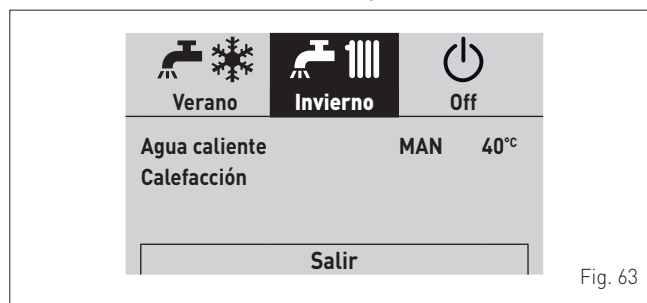 Verano Invierno Off
Agua caliente MAN 40°C
Calefacción
Salir
Fig. 63